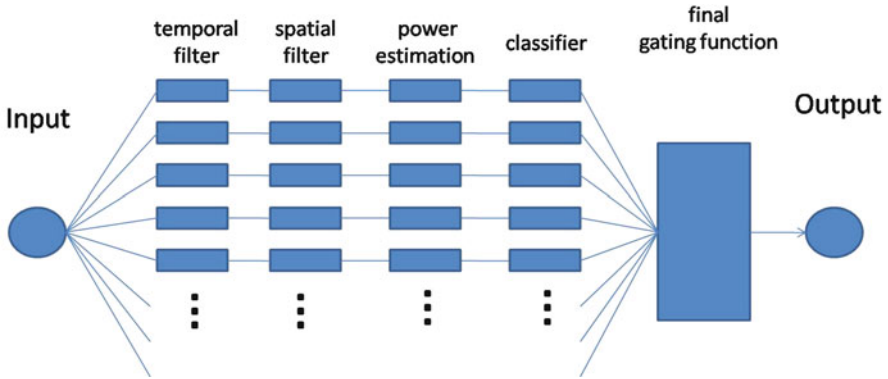 temporal
filter
spatial
filter
power
estimation
classifier
final
gating function
Input
Output